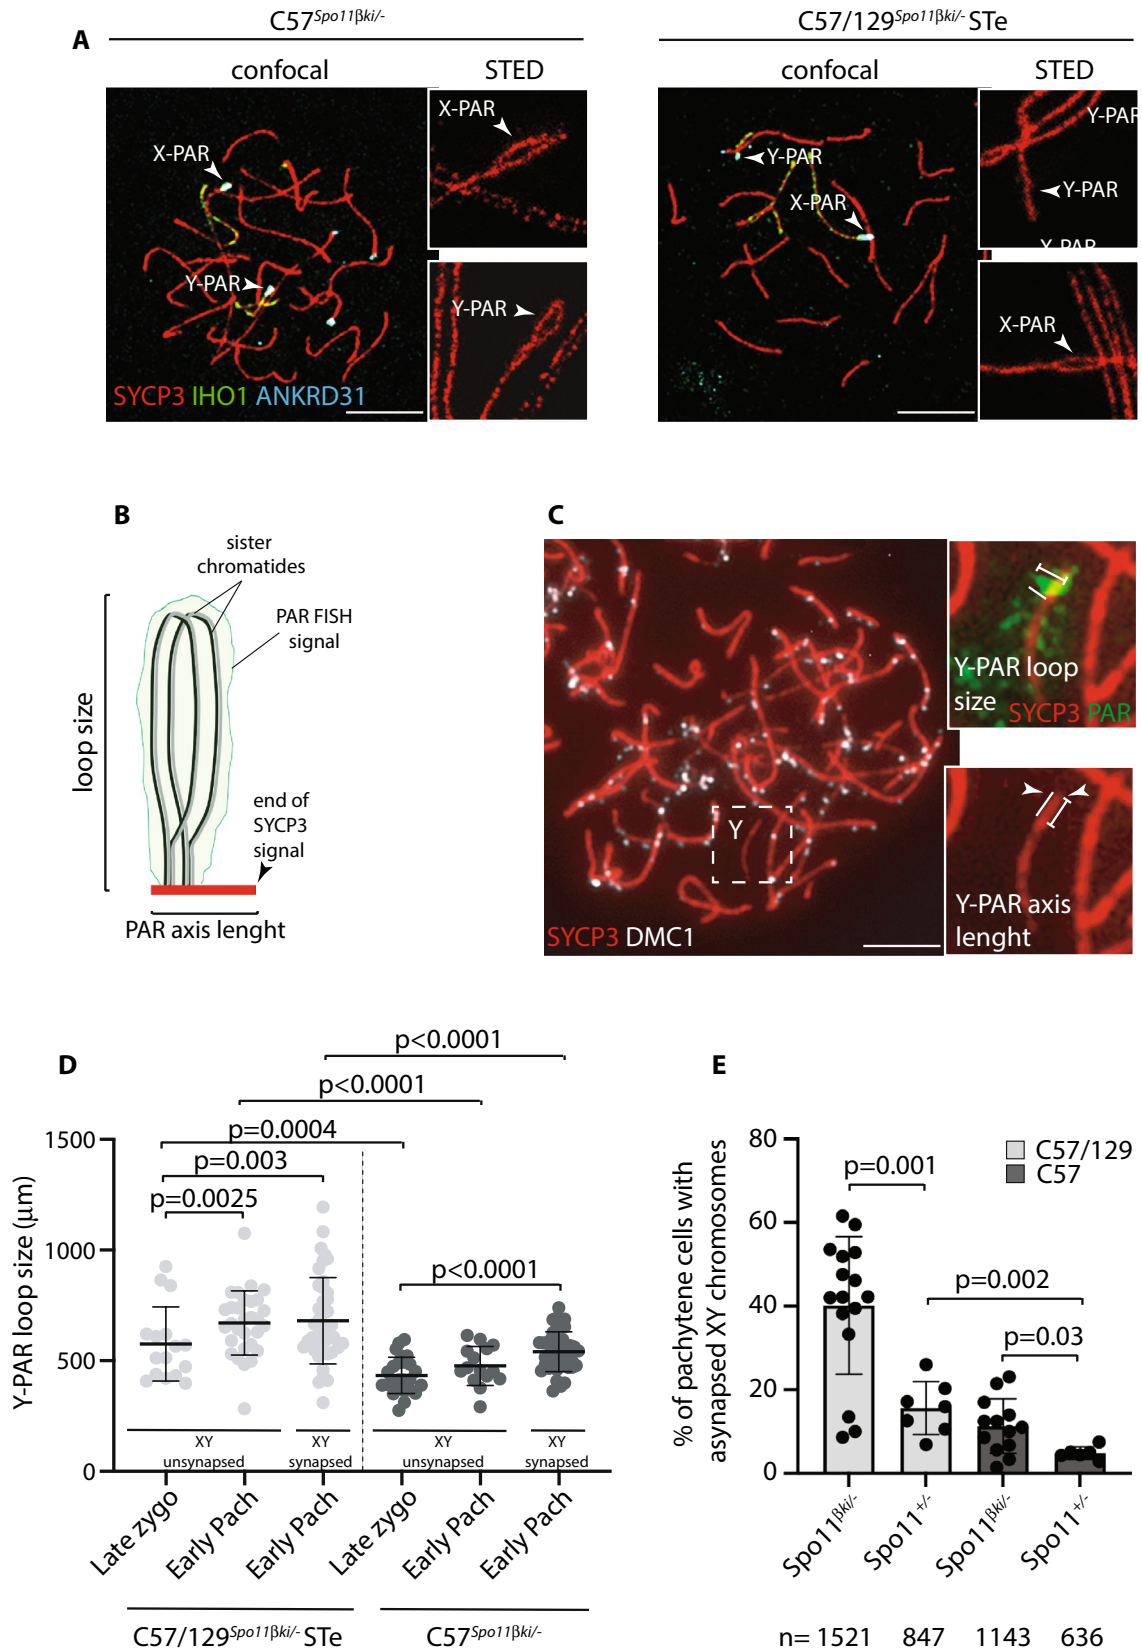 A
C57Spo11βki/-
confocal
STED
X-PAR
Y-PAR
SYCP3 IHO1 ANKRD31
X-PAR
Y-PAR
C57/129Spo11βki/- STe
confocal
STED
Y-PAR
X-PAR
Y-PAR
Y-PAR
Y-PAR
X-PAR
B
sister
chromatides
PAR FISH
signal
loop size
end of
SYCP3
signal
PAR axis lenght
C
Y
SYCP3 DMC1
Y-PAR loop
size
SYCP3 PAR
Y-PAR axis
lenght
D
p<0.0001
p<0.0001
p=0.0004
p=0.003
p=0.0025
p<0.0001
Y-PAR loop size (μm)
1500
1000
500
0
XY
unsynapsed
XY
synapsed
XY
unsynapsed
XY
synapsed
Late zygo
Early Pach
Early Pach
Late zygo
Early Pach
Early Pach
C57/129Spo11βki/- STe
C57Spo11βki/-
E
% of pachytene cells with
asynapsed XY chromosomes
80
60
40
20
0
C57/129
C57
p=0.001
p=0.002
p=0.03
Spo11βki/-
Spo11+/-
Spo11βki/-
Spo11+/-
n= 1521 847 1143 636